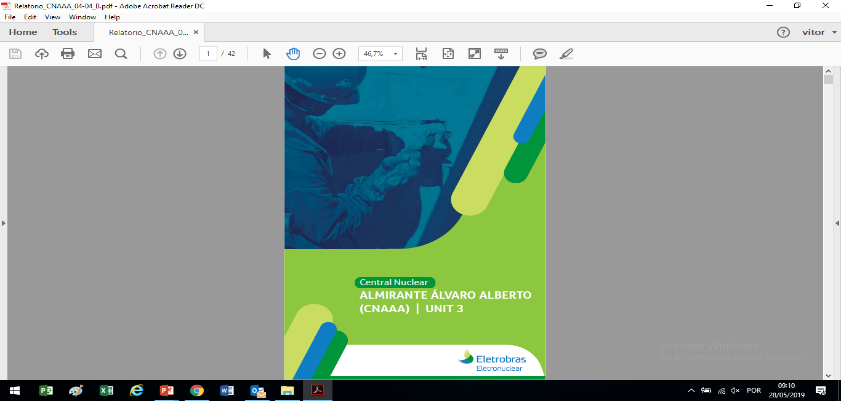 Relatorio_CNAAA_04-04_B.pdf - Adobe Acrobat Reader DC
File Edit View Window Help
Home Tools Relatorio_CNAAA_0... × vitor
1 / 42 46,7%
Central Nuclear
ALMIRANTE ÁLVARO ALBERTO
(CNAAA) | UNIT 3
Eletrobras
Eletronuclear
Activate Windows
POR 09:10
28/05/2019